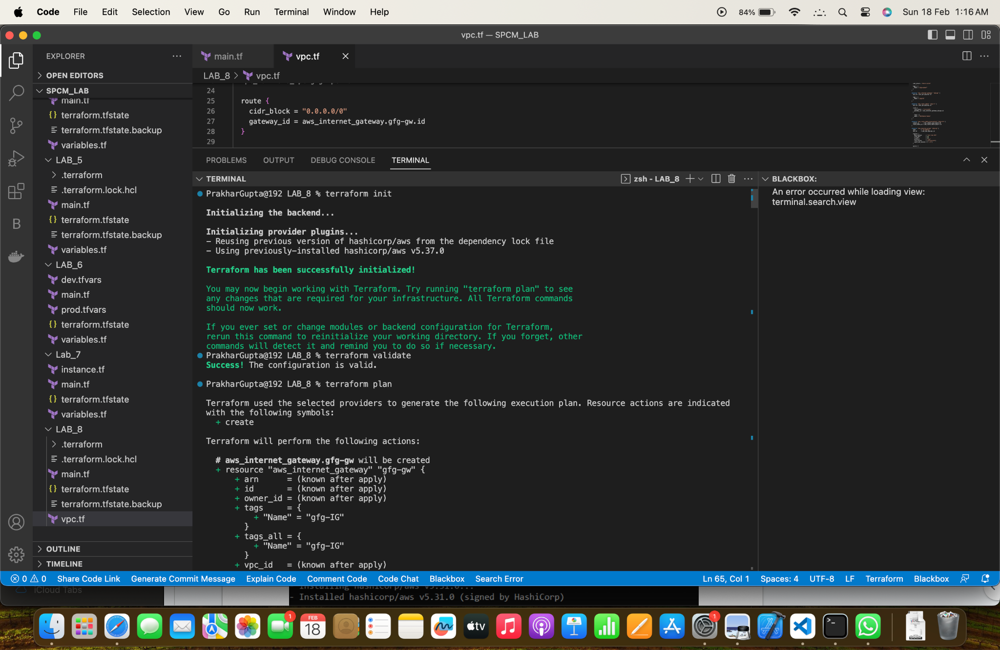 Code File Edit Selection View Go Run Terminal Window Help 84% Sun 18 Feb 1:16 AM
vpc.tf — SPCM_LAB
EXPLORER
OPEN EDITORS
SPCM_LAB
main.tf
terraform.tfstate
terraform.tfstate.backup
variables.tf
LAB_5
.terraform
.terraform.lock.hcl
main.tf
terraform.tfstate
terraform.tfstate.backup
variables.tf
LAB_6
dev.tfvars
main.tf
prod.tfvars
terraform.tfstate
variables.tf
Lab_7
instance.tf
main.tf
terraform.tfstate
variables.tf
LAB_8
.terraform
.terraform.lock.hcl
main.tf
terraform.tfstate
terraform.tfstate.backup
vpc.tf
OUTLINE
TIMELINE
main.tf vpc.tf
LAB_8 > vpc.tf
24
25 route {
26 cidr_block = "0.0.0.0/0"
27 gateway_id = aws_internet_gateway.gfg-gw.id
28 }
29
PROBLEMS OUTPUT DEBUG CONSOLE TERMINAL
TERMINAL zsh - LAB_8
PrakharGupta@192 LAB_8 % terraform init
Initializing the backend...
Initializing provider plugins...
- Reusing previous version of hashicorp/aws from the dependency lock file
- Using previously-installed hashicorp/aws v5.37.0
Terraform has been successfully initialized!
You may now begin working with Terraform. Try running "terraform plan" to see
any changes that are required for your infrastructure. All Terraform commands
should now work.
If you ever set or change modules or backend configuration for Terraform,
rerun this command to reinitialize your working directory. If you forget, other
commands will detect it and remind you to do so if necessary.
PrakharGupta@192 LAB_8 % terraform validate
Success! The configuration is valid.
PrakharGupta@192 LAB_8 % terraform plan
Terraform used the selected providers to generate the following execution plan. Resource actions are indicated
with the following symbols:
+ create
Terraform will perform the following actions:
# aws_internet_gateway.gfg-gw will be created
+ resource "aws_internet_gateway" "gfg-gw" {
+ arn = (known after apply)
+ id = (known after apply)
+ owner_id = (known after apply)
+ tags = {
+ "Name" = "gfg-IG"
}
+ tags_all = {
+ "Name" = "gfg-IG"
}
+ vpc_id = (known after apply)
BLACKBOX:
An error occurred while loading view:
terminal.search.view
0 0 Share Code Link Generate Commit Message Explain Code Comment Code Code Chat Blackbox Search Error Ln 65, Col 1 Spaces: 4 UTF-8 LF Terraform Blackbox
iCloud Tabs
- Installed hashicorp/aws v5.31.0 (signed by HashiCorp)
1
FEB
18
tv
1